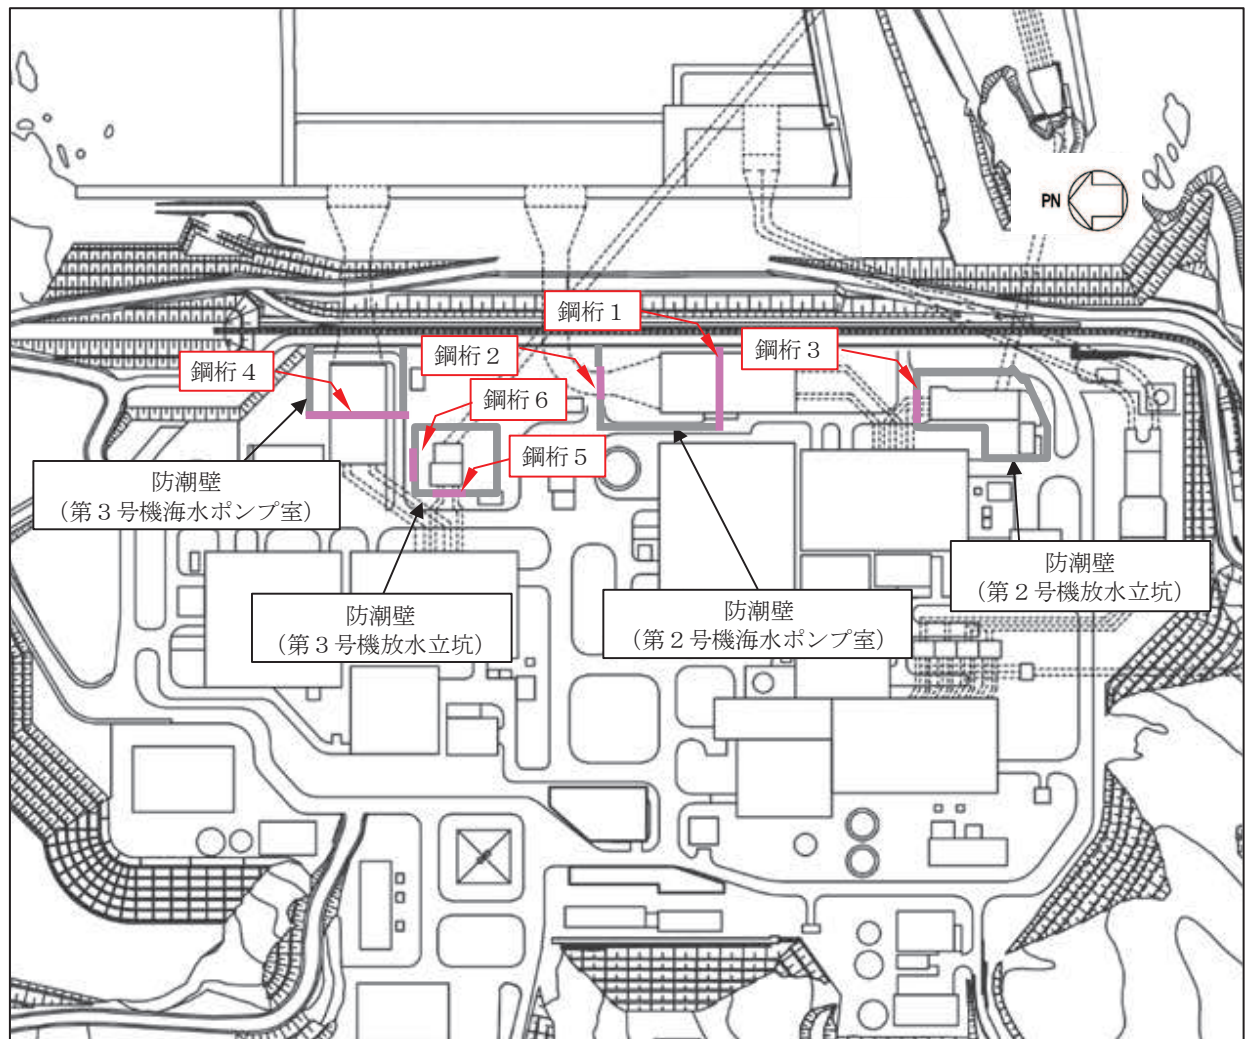 PN
鋼桁１
鋼桁２
鋼桁３
鋼桁４
鋼桁６
鋼桁５
防潮壁
（第３号機海水ポンプ室）
防潮壁
（第２号機放水立坑）
防潮壁
（第３号機放水立坑）
防潮壁
（第２号機海水ポンプ室）